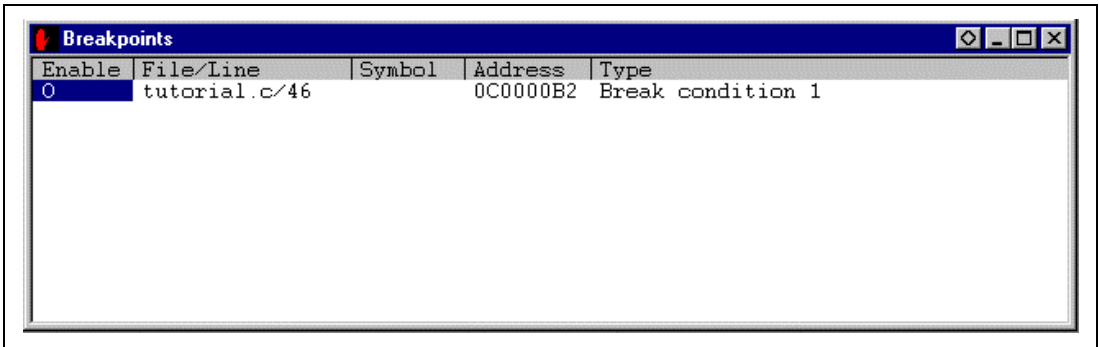 Breakpoints
Enable File/Line Symbol Address Type
O tutorial.c/46 0C0000B2 Break condition 1